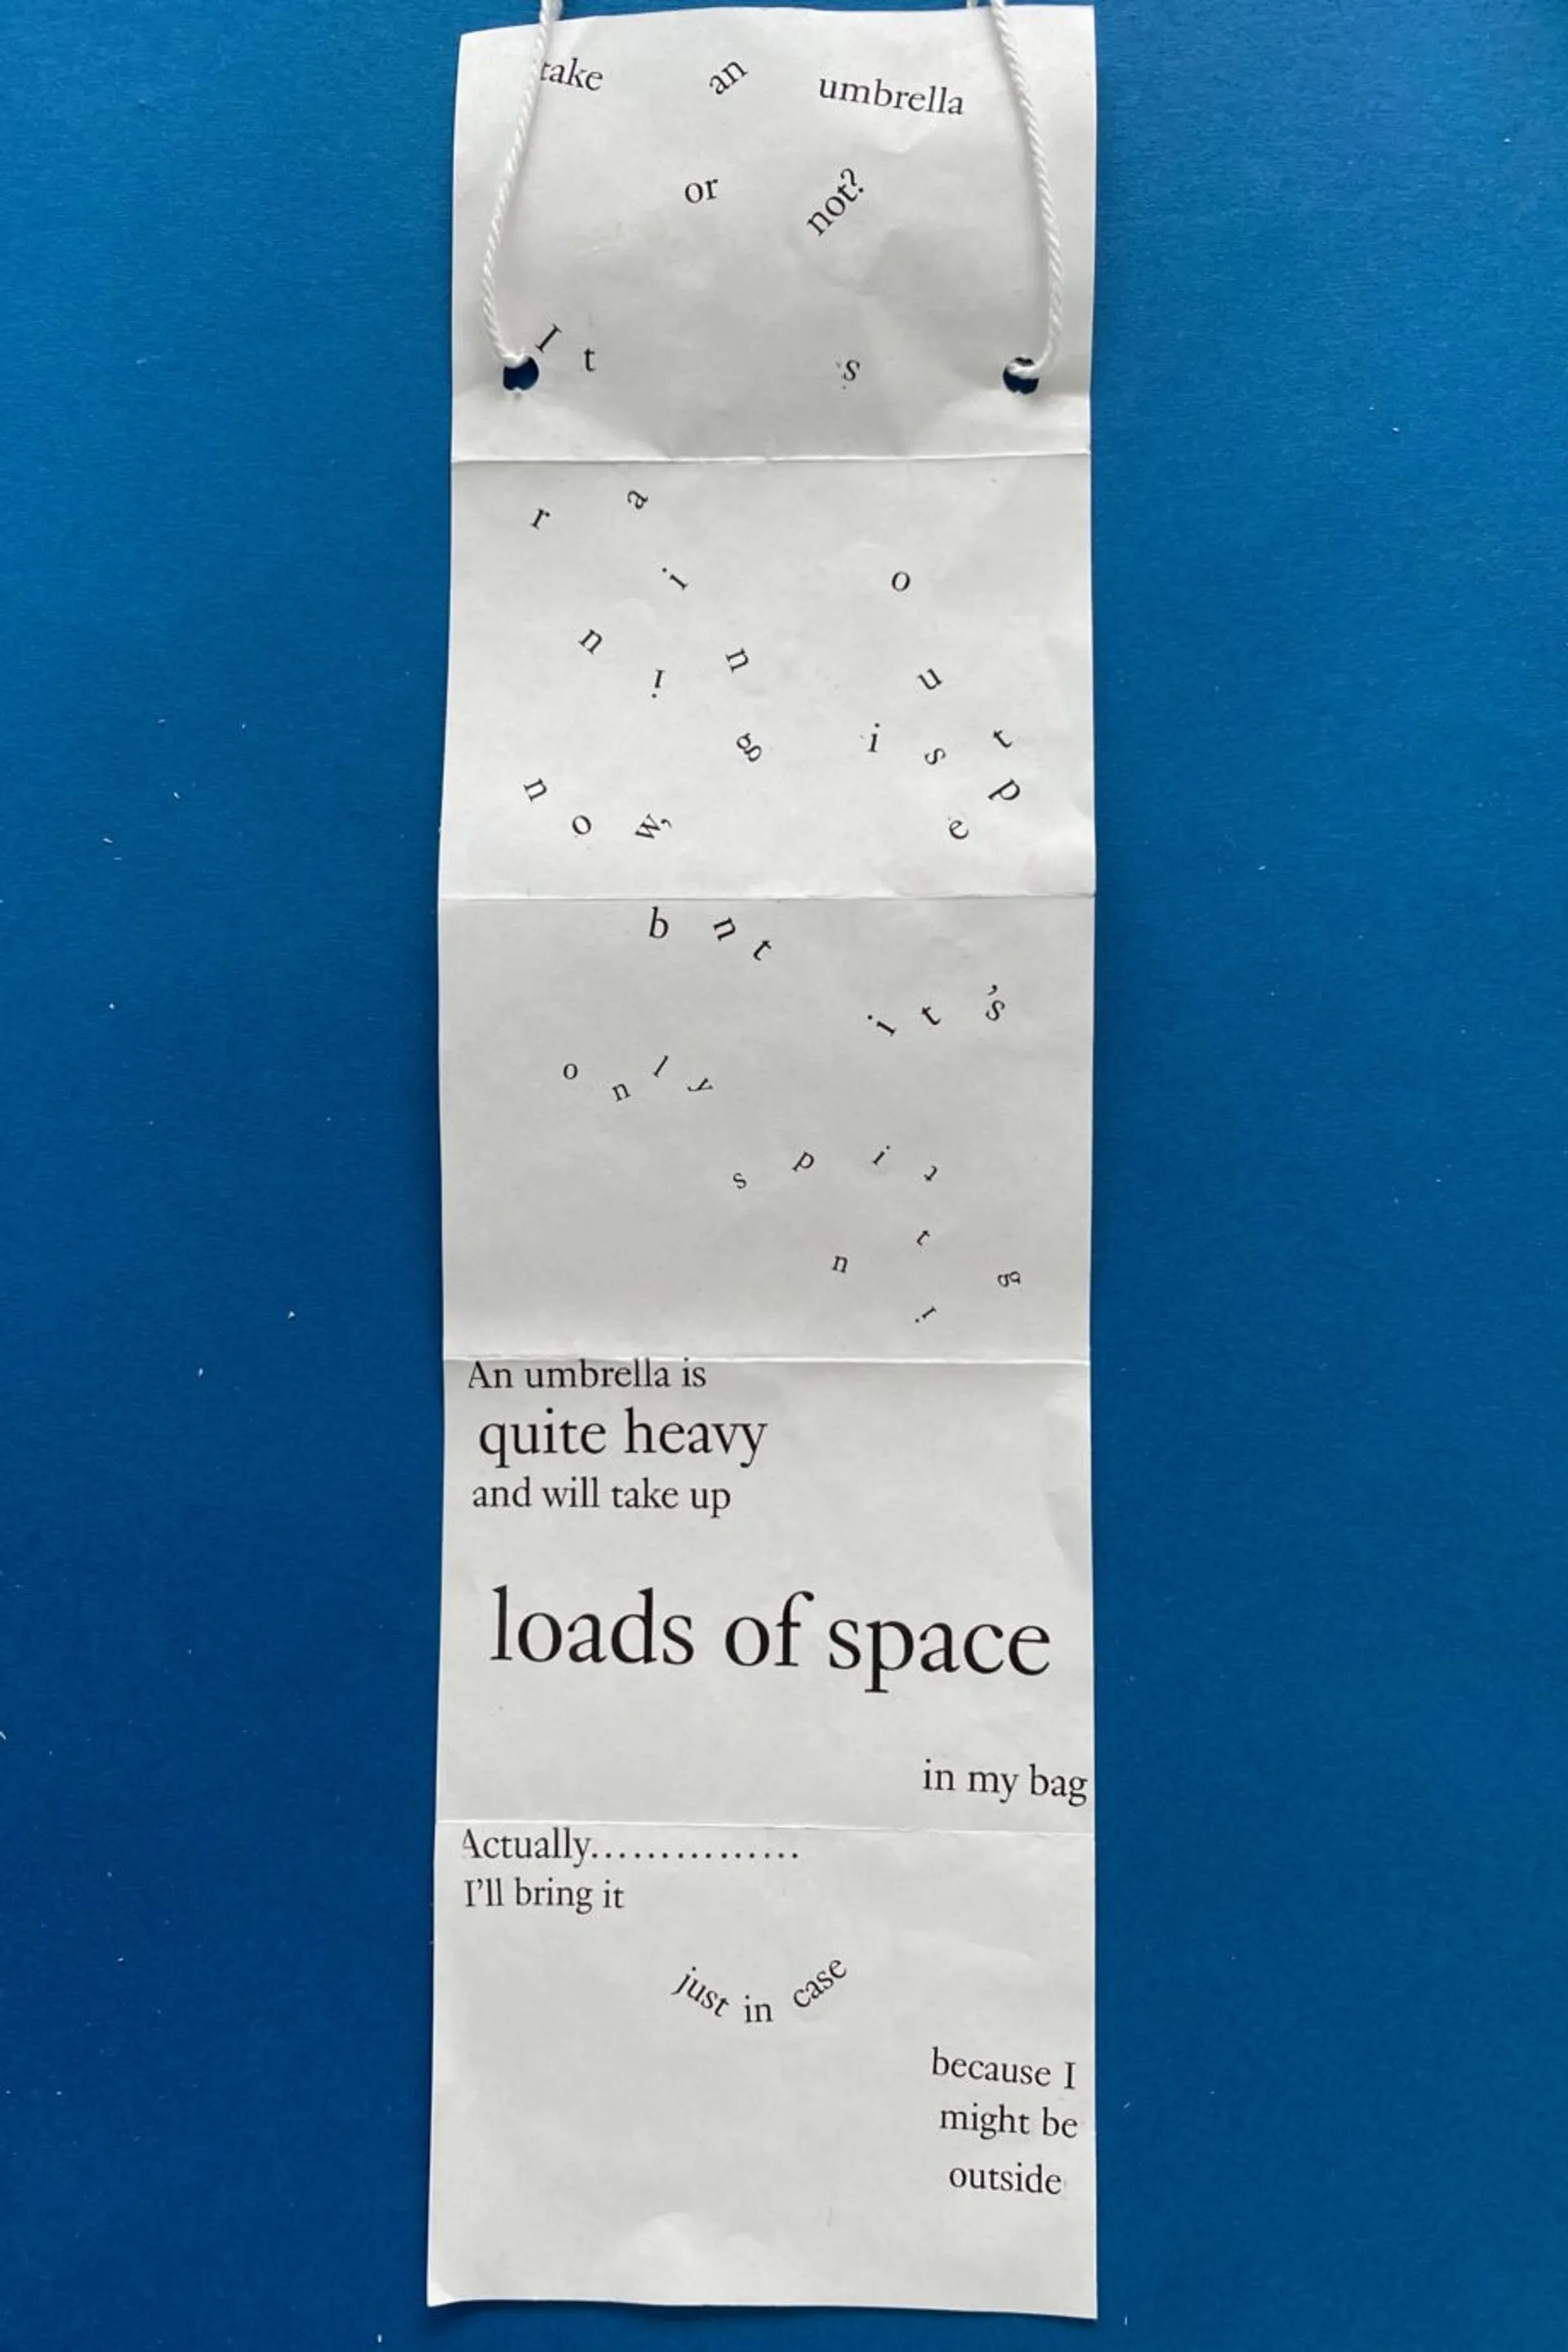 take an umbrella
or not?
It s
raining outside
now,
but
it's
only
spitting
An umbrella is
quite heavy
and will take up
loads of space
in my bag
Actually...............
I'll bring it
just in case
because I
might be
outside